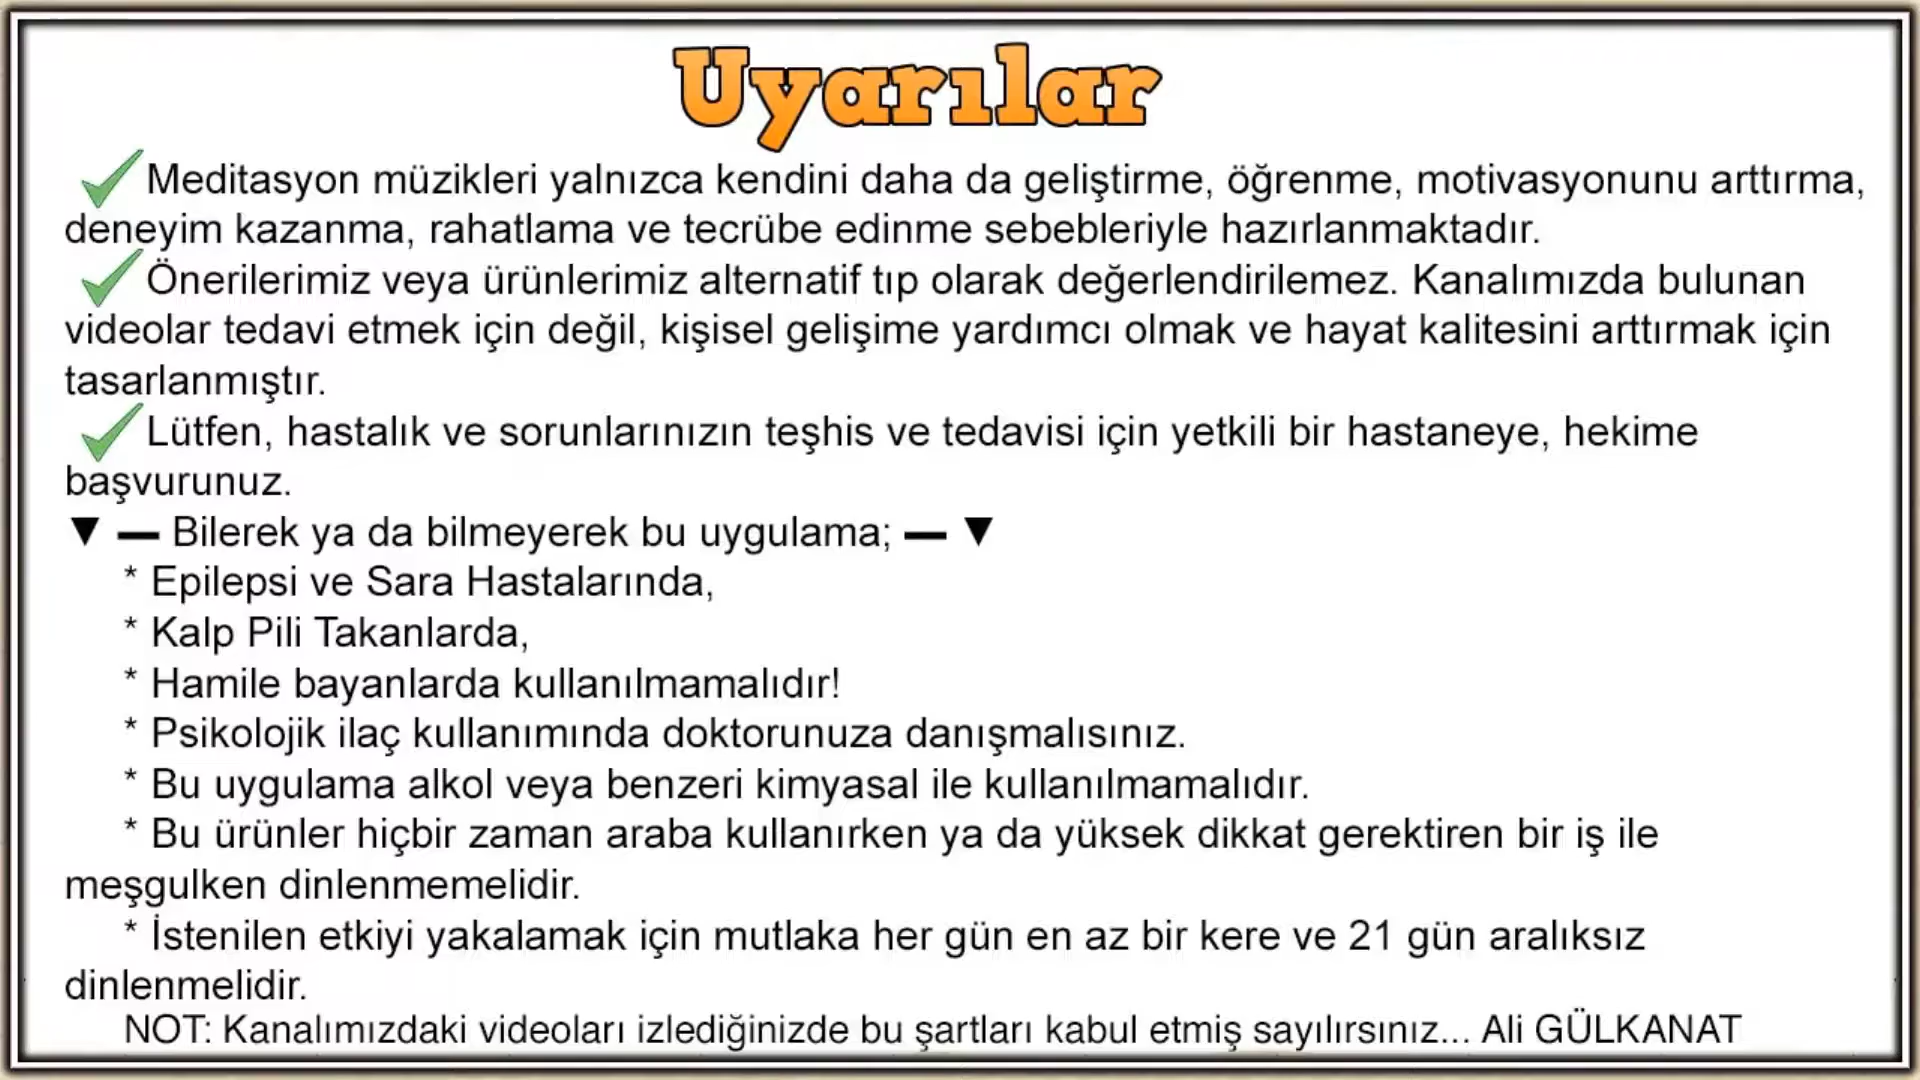 Uyarılar
✓ Meditasyon müzikleri yalnızca kendini daha da geliştirme, öğrenme, motivasyonunu arttırma,
deneyim kazanma, rahatlama ve tecrübe edinme sebebleriyle hazırlanmaktadır.
✓ Önerilerimiz veya ürünlerimiz alternatif tıp olarak değerlendirilemez. Kanalımızda bulunan
videolar tedavi etmek için değil, kişisel gelişime yardımcı olmak ve hayat kalitesini arttırmak için
tasarlanmıştır.
✓ Lütfen, hastalık ve sorunlarınızın teşhis ve tedavisi için yetkili bir hastaneye, hekime
başvurunuz.
▼ ━ Bilerek ya da bilmeyerek bu uygulama; ━ ▼
* Epilepsi ve Sara Hastalarında,
* Kalp Pili Takanlarda,
* Hamile bayanlarda kullanılmamalıdır!
* Psikolojik ilaç kullanımında doktorunuza danışmalısınız.
* Bu uygulama alkol veya benzeri kimyasal ile kullanılmamalıdır.
* Bu ürünler hiçbir zaman araba kullanırken ya da yüksek dikkat gerektiren bir iş ile
meşgulken dinlenmemelidir.
* İstenilen etkiyi yakalamak için mutlaka her gün en az bir kere ve 21 gün aralıksız
dinlenmelidir.
NOT: Kanalımızdaki videoları izlediğinizde bu şartları kabul etmiş sayılırsınız... Ali GÜLKANAT